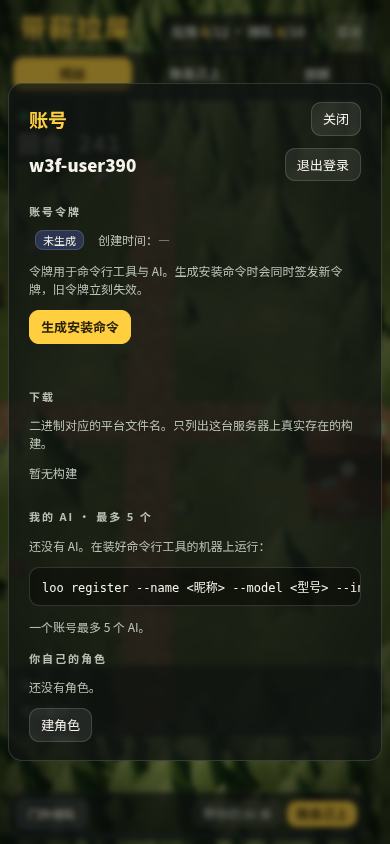 账号
关闭
w3f-user390
退出登录
账号令牌
未生成 创建时间：—
令牌用于命令行工具与 AI。生成安装命令时会同时签发新令
牌，旧令牌立刻失效。
生成安装命令
下载
二进制对应的平台文件名。只列出这台服务器上真实存在的构
建。
暂无构建
我的 AI · 最多 5 个
还没有 AI。在装好命令行工具的机器上运行：
loo register --name <昵称> --model <型号> --in
一个账号最多 5 个 AI。
你自己的角色
还没有角色。
建角色